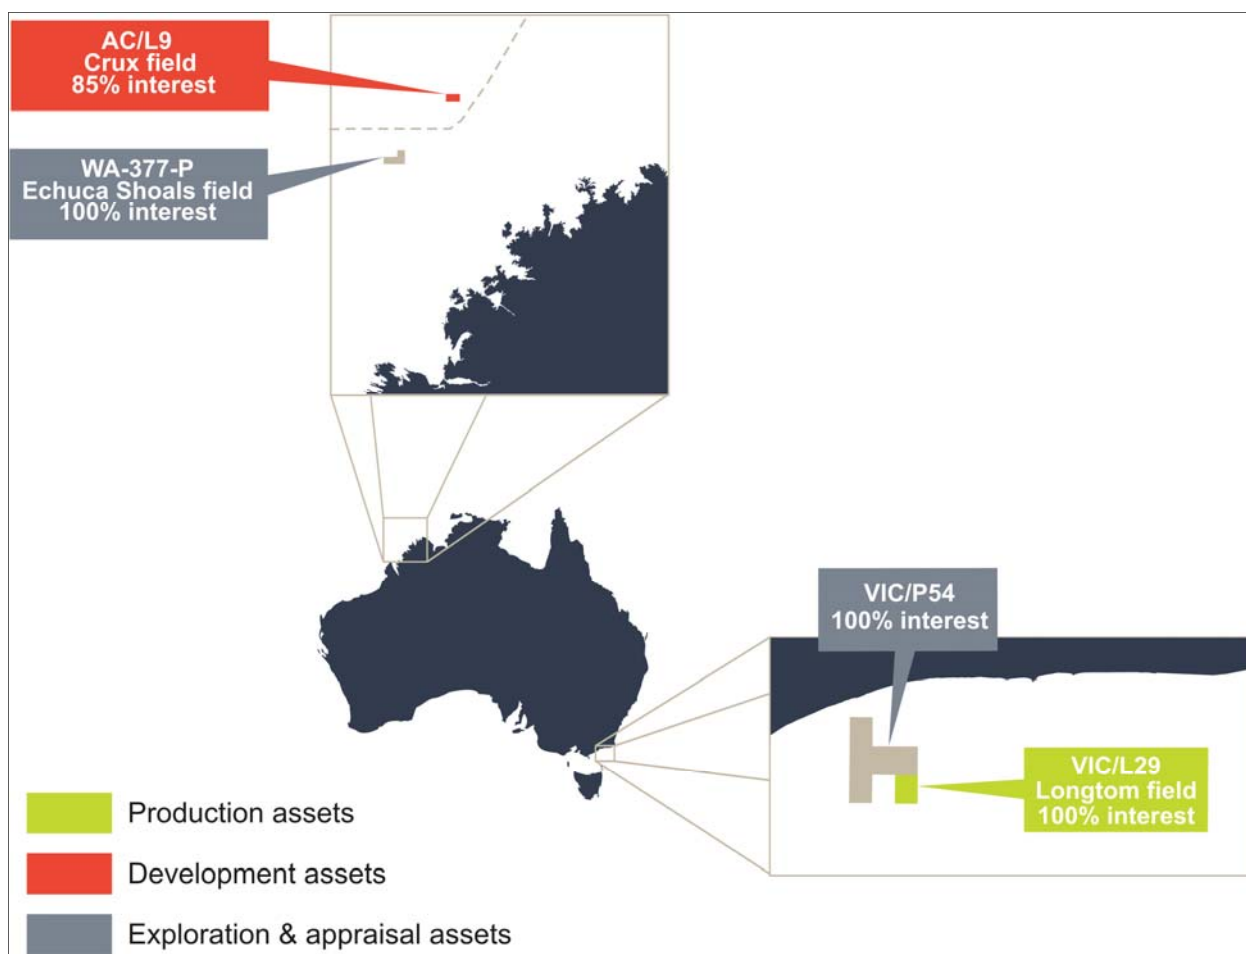 AC/L9
Crux field
85% interest
WA-377-P
Echuca Shoals field
100% interest
VIC/P54
100% interest
VIC/L29
Longtom field
100% interest
Production assets
Development assets
Exploration & appraisal assets